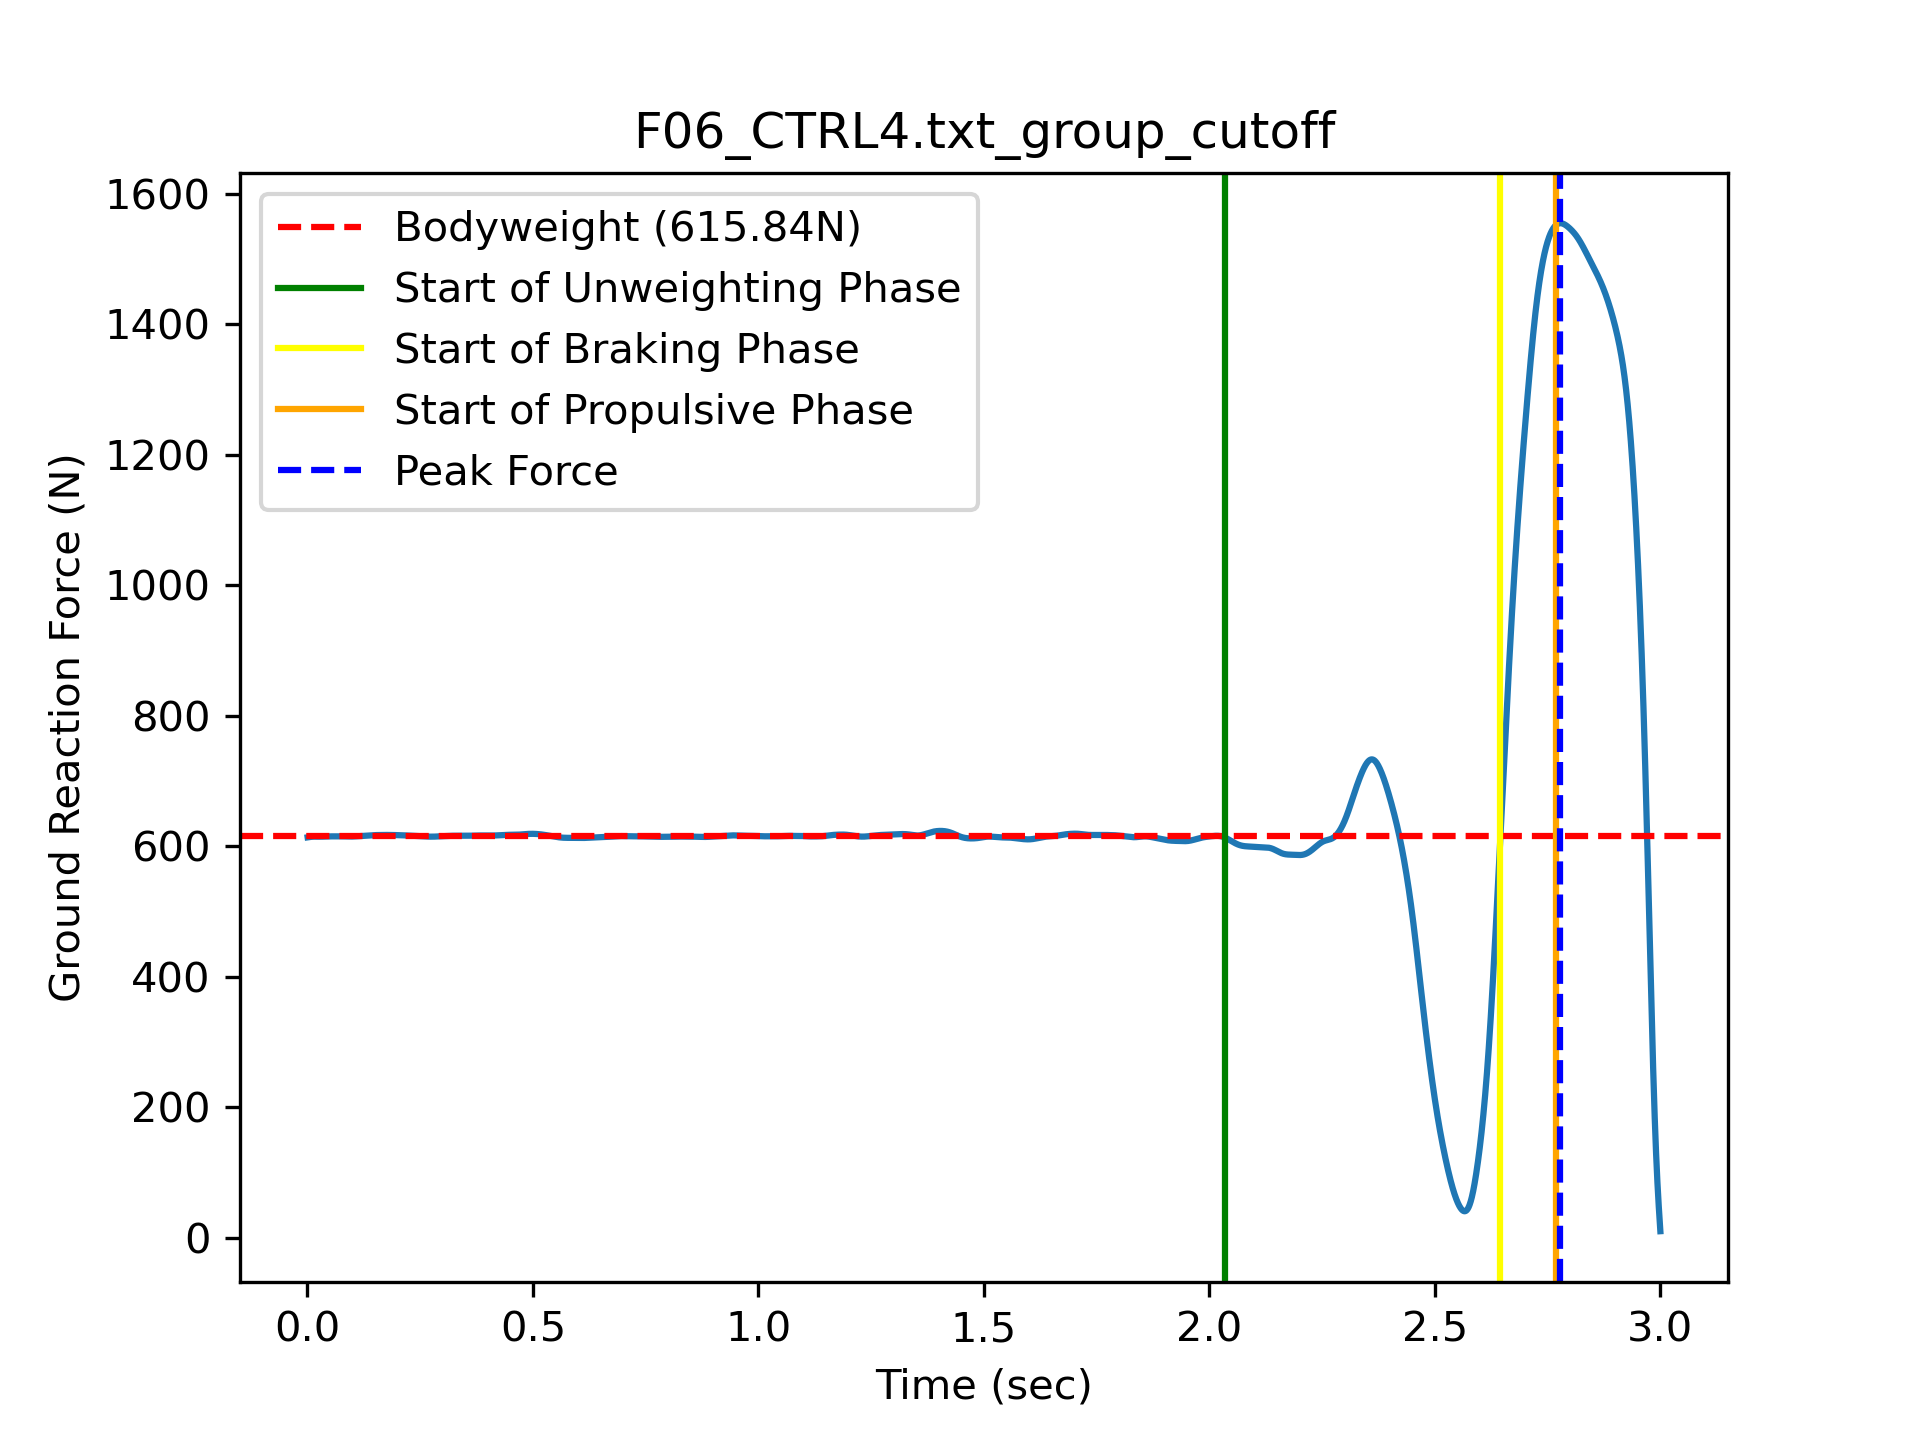 F06_CTRL4.txt_group_cutoff
1600
1400
1200
1000
800
600
400
200
0
Ground Reaction Force (N)
Bodyweight (615.84N)
Start of Unweighting Phase
Start of Braking Phase
Start of Propulsive Phase
Peak Force
0.0 0.5 1.0 1.5 2.0 2.5 3.0
Time (sec)